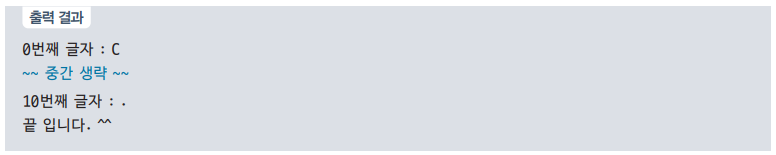 출력 결과
0번째 글자 : C
~~ 중간 생략 ~~
10번째 글자 : .
끝 입니다. ^^